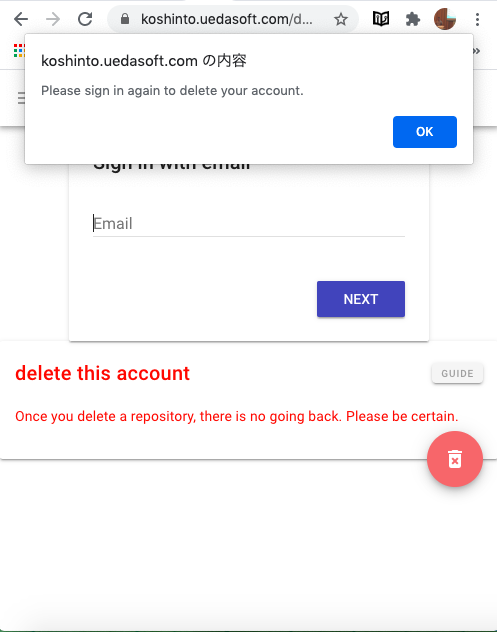 koshinto.uedasoft.com/d...
koshinto.uedasoft.com の内容
Please sign in again to delete your account.
OK
Sign in with email
Email
NEXT
delete this account
GUIDE
Once you delete a repository, there is no going back. Please be certain.